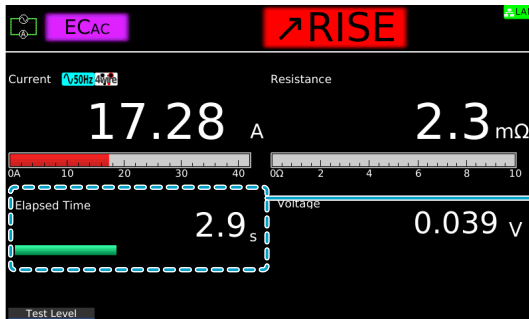 ECAC
↗RISE
LAN
Current 50Hz 4Wire
Resistance
17.28 A
2.3 mΩ
0A 10 20 30 40
0Ω 2 4 6 8 10
Elapsed Time
Voltage
2.9 s
0.039 V
Test Level